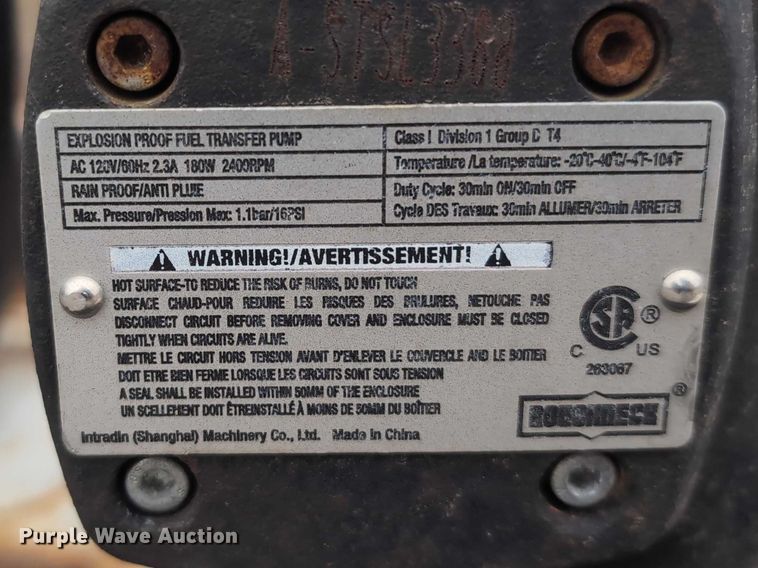 A-STSL3388
EXPLOSION PROOF FUEL TRANSFER PUMP
AC 120V/60Hz 2.3A 180W 2400RPM
RAIN PROOF/ANTI PLUIE
Max. Pressure/Pression Max: 1.1bar/16PSI
Class I Division 1 Group D T4
Temperature /La temperature: -20°C-40°C/-4°F-104°F
Duty Cycle: 30min ON/30min OFF
Cycle DES Travaux: 30min ALLUMER/30min ARRETER
WARNING!/AVERTISSEMENT!
HOT SURFACE-TO REDUCE THE RISK OF BURNS, DO NOT TOUCH
SURFACE CHAUD-POUR REDUIRE LES RISQUES DES BRULURES, NETOUCHE PAS
DISCONNECT CIRCUIT BEFORE REMOVING COVER AND ENCLOSURE MUST BE CLOSED
TIGHTLY WHEN CIRCUITS ARE ALIVE.
METTRE LE CIRCUIT HORS TENSION AVANT D'ENLEVER LE COUVERCLE AND LE BOITIER
DOIT ETRE BIEN FERME LORSQUE LES CIRCUITS SONT SOUS TENSION
A SEAL SHALL BE INSTALLED WITHIN 50MM OF THE ENCLOSURE
UN SCELLEMENT DOIT ÊTREINSTALLÉ À MOINS DE 50MM DU BOÎTIER
Intradin (Shanghai) Machinery Co., Ltd. Made in China
SA ®
C US
263067
ROUGHNECK ®
Purple Wave Auction